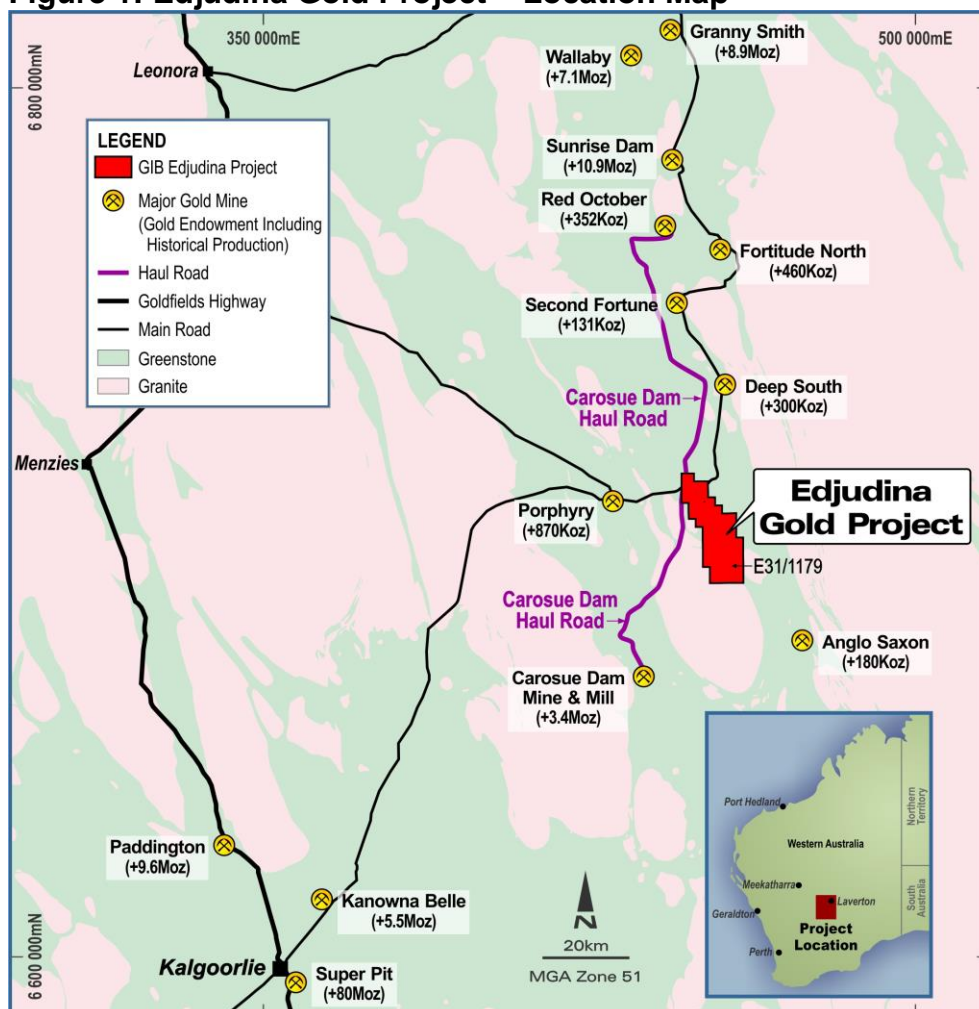 Figure 1: Edjudina Gold Project – Location Map
350 000mE
500 000mE
6 800 000mN
6 600 000mN
Leonora
Granny Smith
(+8.9Moz)
Wallaby
(+7.1Moz)
LEGEND
GIB Edjudina Project
Major Gold Mine
(Gold Endowment Including
Historical Production)
Haul Road
Goldfields Highway
Main Road
Greenstone
Granite
Sunrise Dam
(+10.9Moz)
Red October
(+352Koz)
Fortitude North
(+460Koz)
Second Fortune
(+131Koz)
Deep South
(+300Koz)
Carosue Dam
Haul Road
Menzies
Porphyry
(+870Koz)
Edjudina
Gold Project
E31/1179
Carosue Dam
Haul Road
Anglo Saxon
(+180Koz)
Carosue Dam
Mine & Mill
(+3.4Moz)
Paddington
(+9.6Moz)
Kanowna Belle
(+5.5Moz)
Kalgoorlie
Super Pit
(+80Moz)
N
20km
MGA Zone 51
Port Hedland
Northern
Territory
Western Australia
Meekatharra
Laverton
Geraldton
South
Australia
Project
Location
Perth